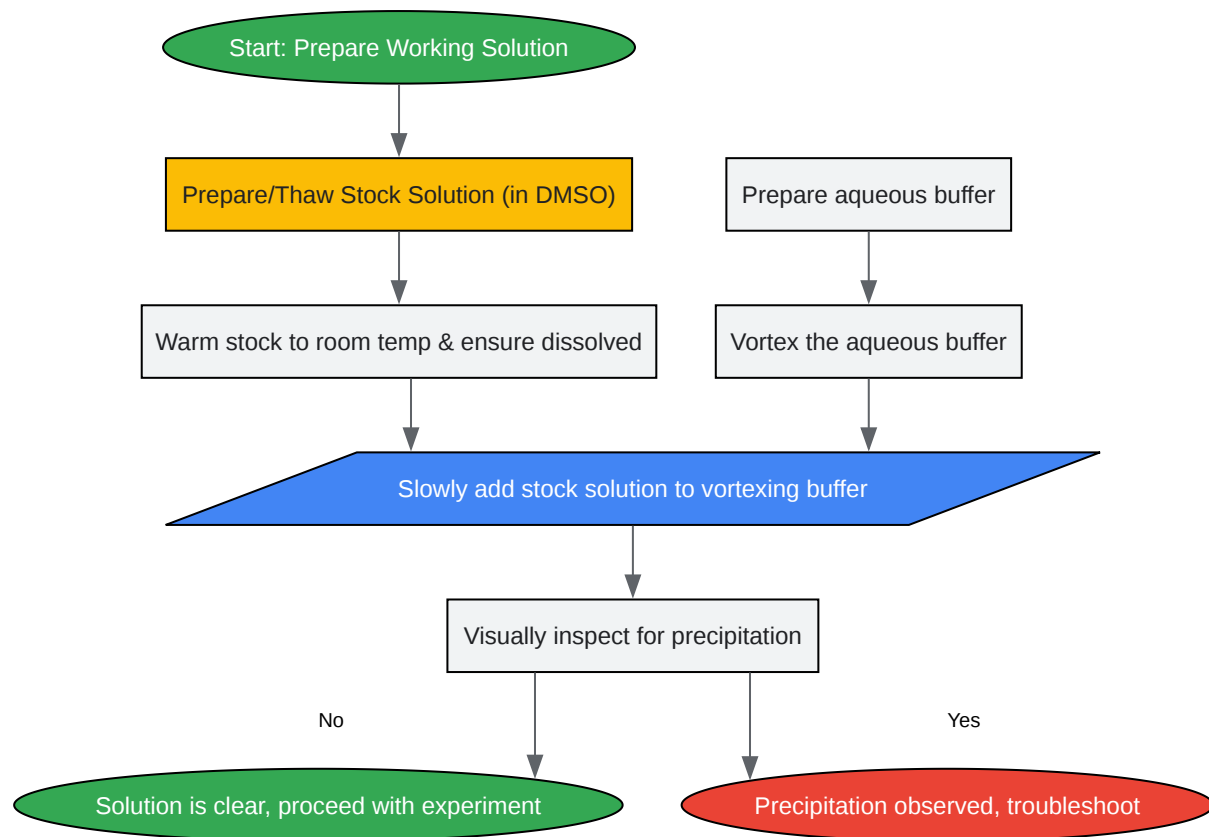 Start: Prepare Working Solution
Prepare/Thaw Stock Solution (in DMSO)
Prepare aqueous buffer
Warm stock to room temp & ensure dissolved
Vortex the aqueous buffer
Slowly add stock solution to vortexing buffer
Visually inspect for precipitation
No
Yes
Solution is clear, proceed with experiment
Precipitation observed, troubleshoot